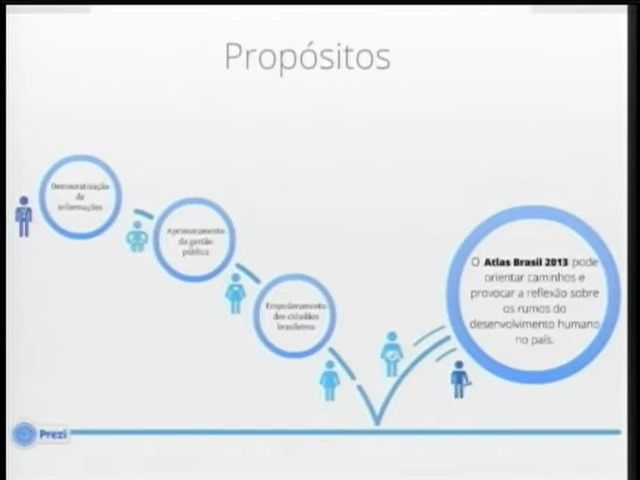 Propósitos
Democratização
de
informações
Aprimoramento
da gestão
pública
Empoderamento
dos cidadãos
brasileiros
O Atlas Brasil 2013 pode
orientar caminhos e
provocar a reflexão sobre
os rumos do
desenvolvimento humano
no país.
Prezi